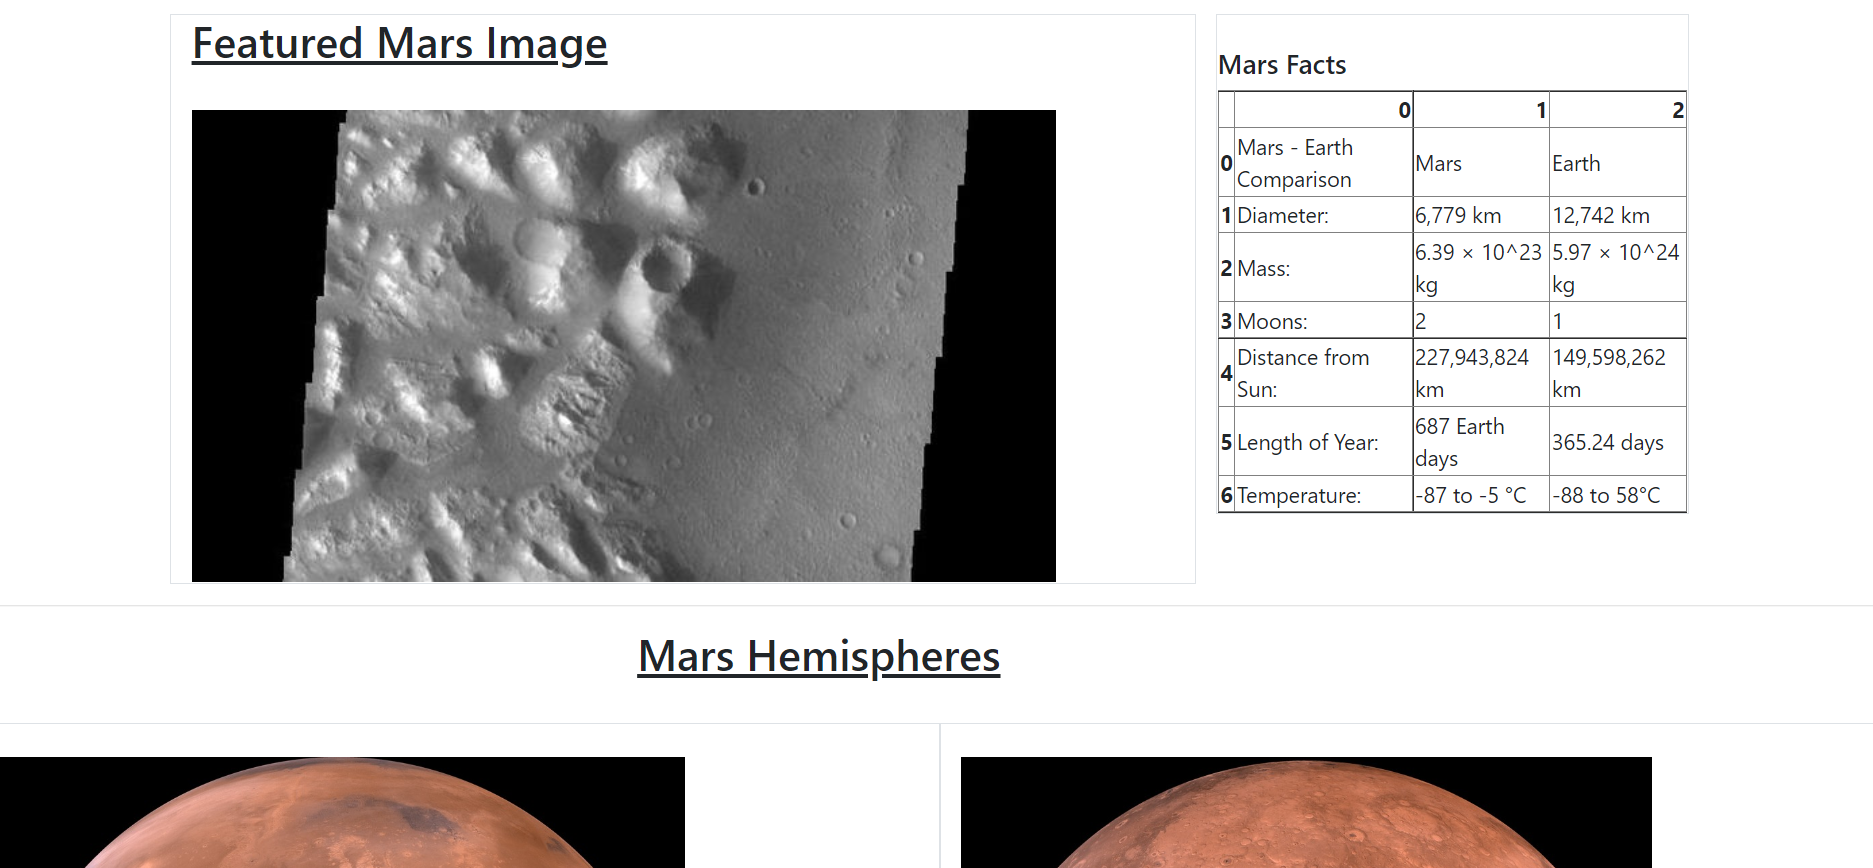 Featured Mars Image
Mars Facts
0 1 2
0 Mars - Earth Comparison Mars Earth
1 Diameter: 6,779 km 12,742 km
2 Mass: 6.39 × 10^23 kg 5.97 × 10^24 kg
3 Moons: 2 1
4 Distance from Sun: 227,943,824 km 149,598,262 km
5 Length of Year: 687 Earth days 365.24 days
6 Temperature: -87 to -5 °C -88 to 58°C
Mars Hemispheres